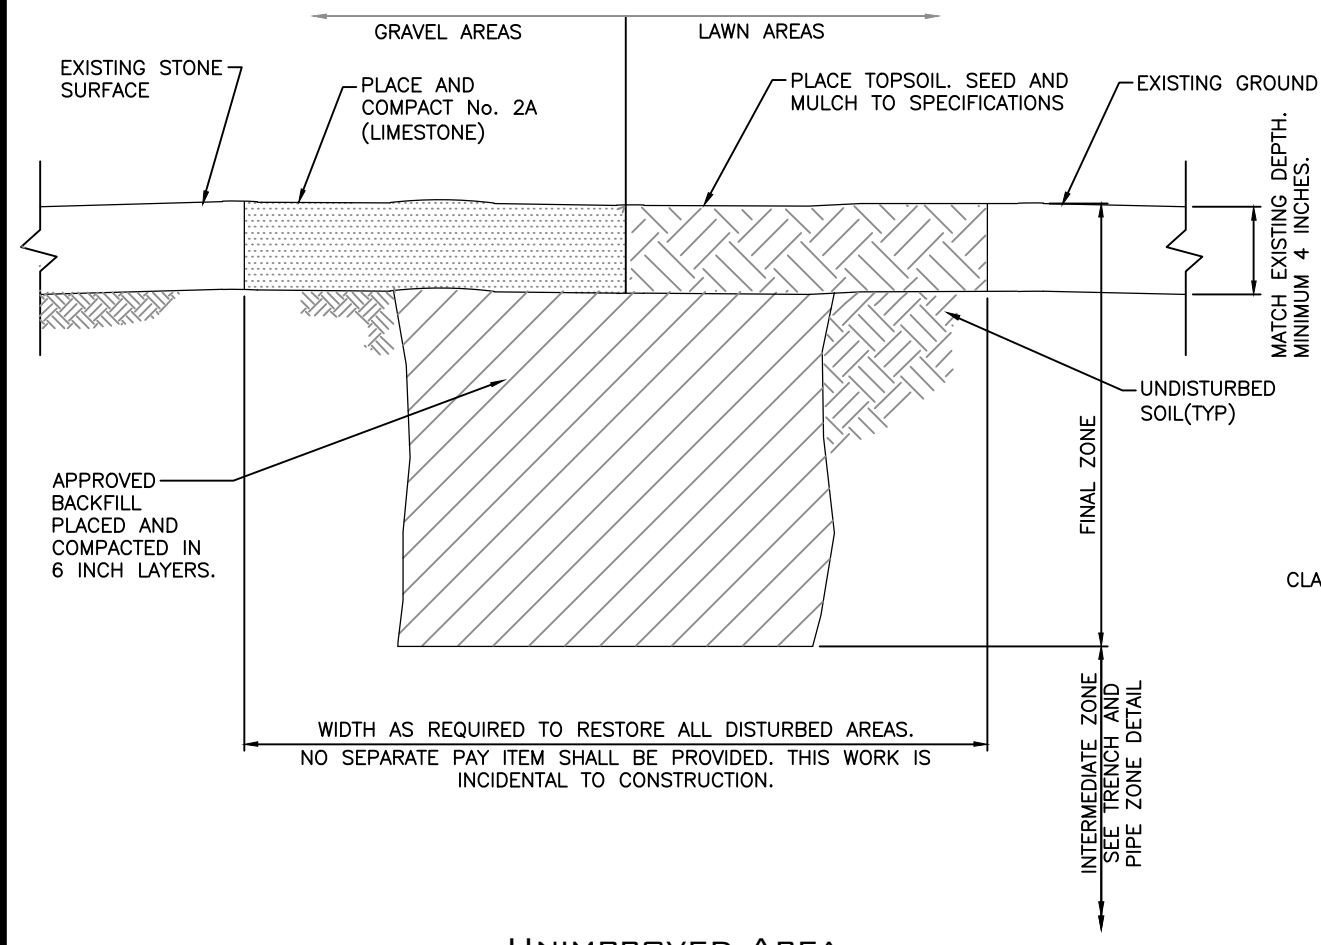 GRAVEL AREAS
LAWN AREAS
EXISTING STONE
SURFACE
PLACE AND
COMPACT No. 2A
(LIMESTONE)
PLACE TOPSOIL. SEED AND
MULCH TO SPECIFICATIONS
EXISTING GROUND
MATCH EXISTING DEPTH.
MINIMUM 4 INCHES.
UNDISTURBED
SOIL(TYP)
FINAL ZONE
APPROVED
BACKFILL
PLACED AND
COMPACTED IN
6 INCH LAYERS.
CLA
WIDTH AS REQUIRED TO RESTORE ALL DISTURBED AREAS.
NO SEPARATE PAY ITEM SHALL BE PROVIDED. THIS WORK IS
INCIDENTAL TO CONSTRUCTION.
INTERMEDIATE ZONE
SEE TRENCH AND
PIPE ZONE DETAIL
UNIMPROVED AREA